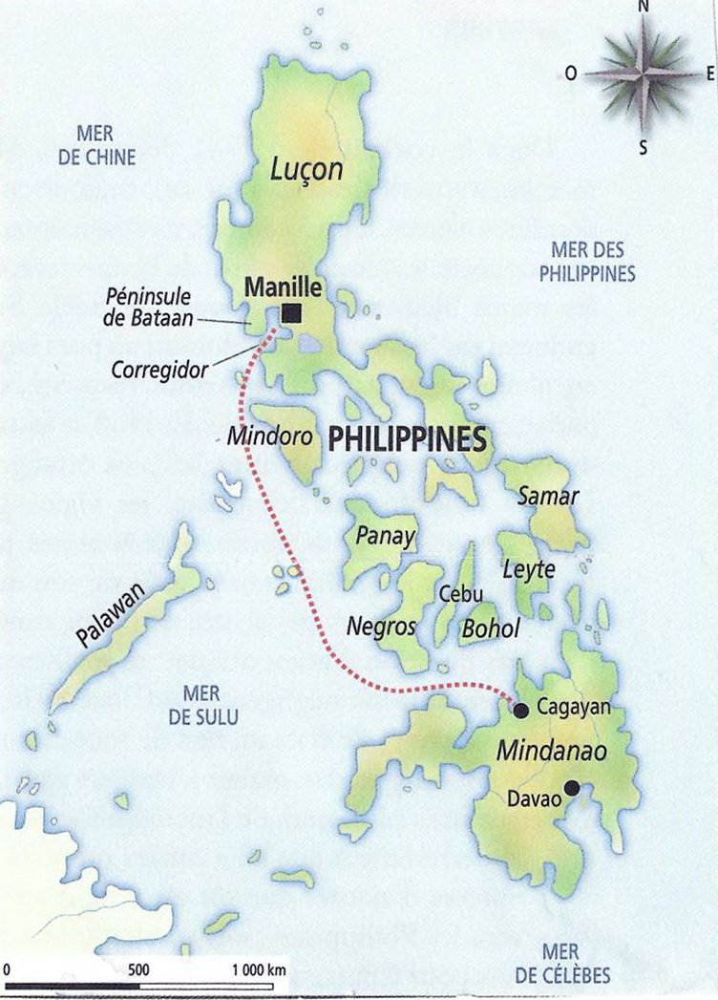 N
O
E
S
MER
DE CHINE
Luçon
MER DES
PHILIPPINES
Manille
Péninsule
de Bataan
Corregidor
Mindoro
PHILIPPINES
Samar
Panay
Leyte
Cebu
Palawan
Negros
Bohol
MER
DE SULU
Cagayan
Mindanao
Davao
MER
DE CÉLÈBES
0 500 1 000 km